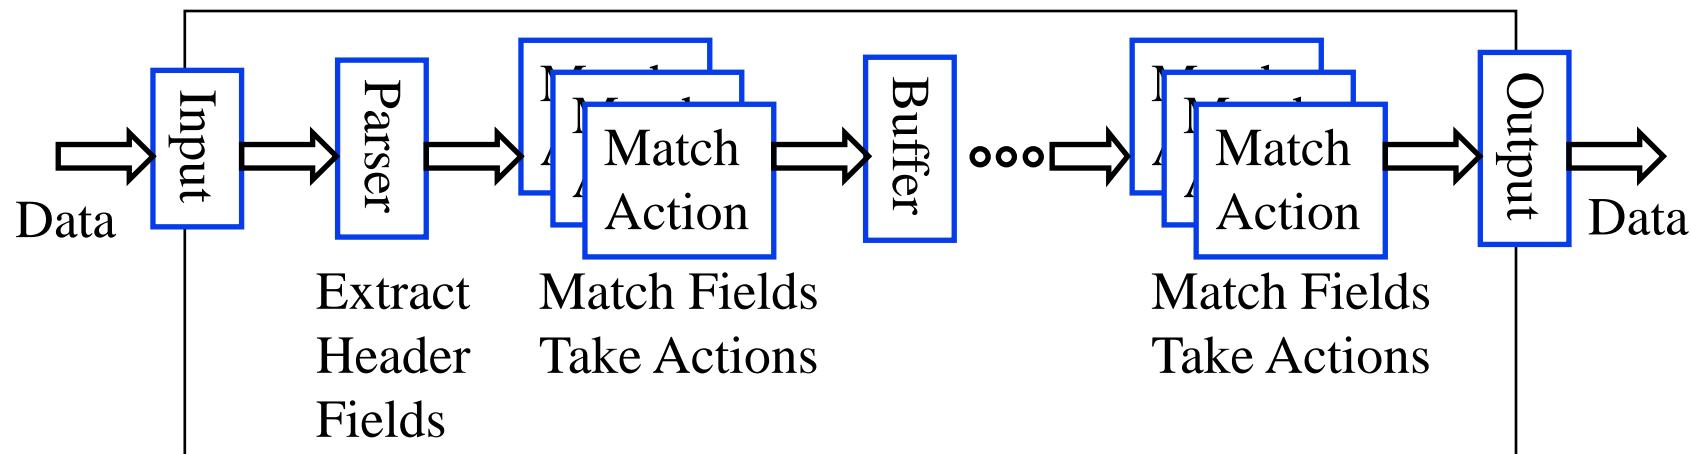 Data
Input
Parser
Extract
Header
Fields
Match
Action
Match Fields
Take Actions
Buffer
Match
Action
Match Fields
Take Actions
Output
Data